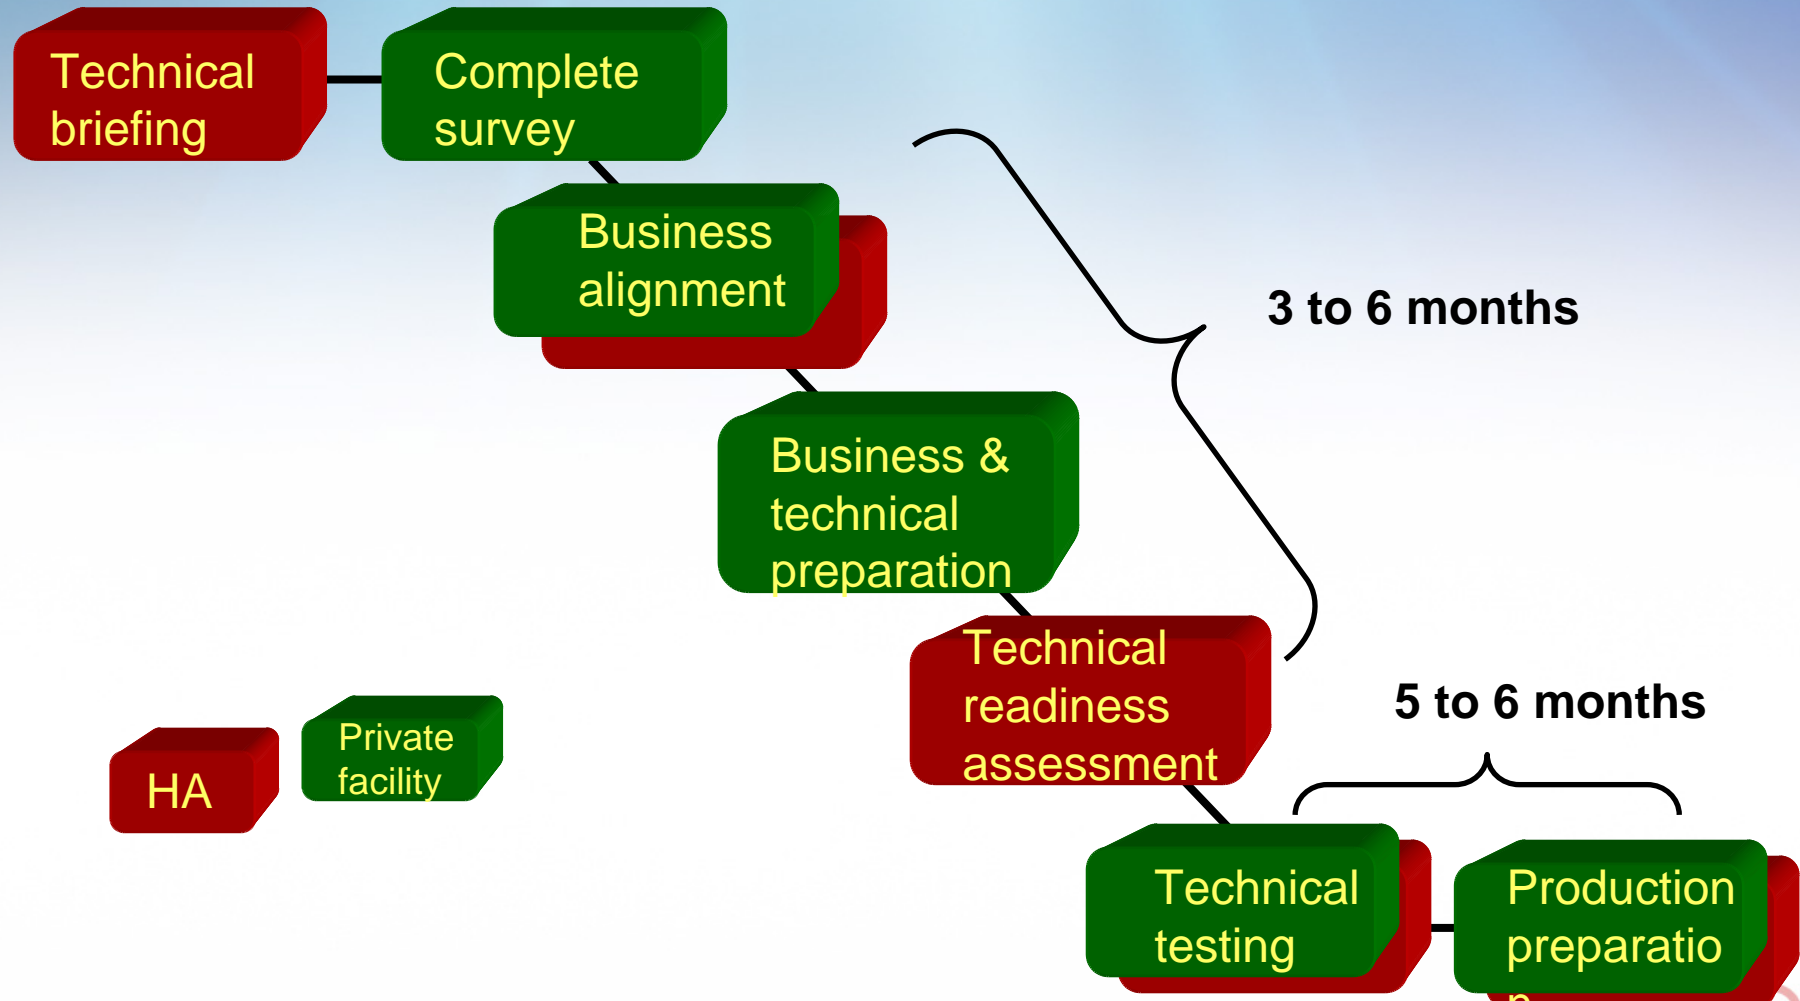 Technical
briefing
Complete
survey
Business
alignment
3 to 6 months
Business &
technical
preparation
Technical
readiness
assessment
5 to 6 months
HA
Private
facility
Technical
testing
Production
preparatio
n